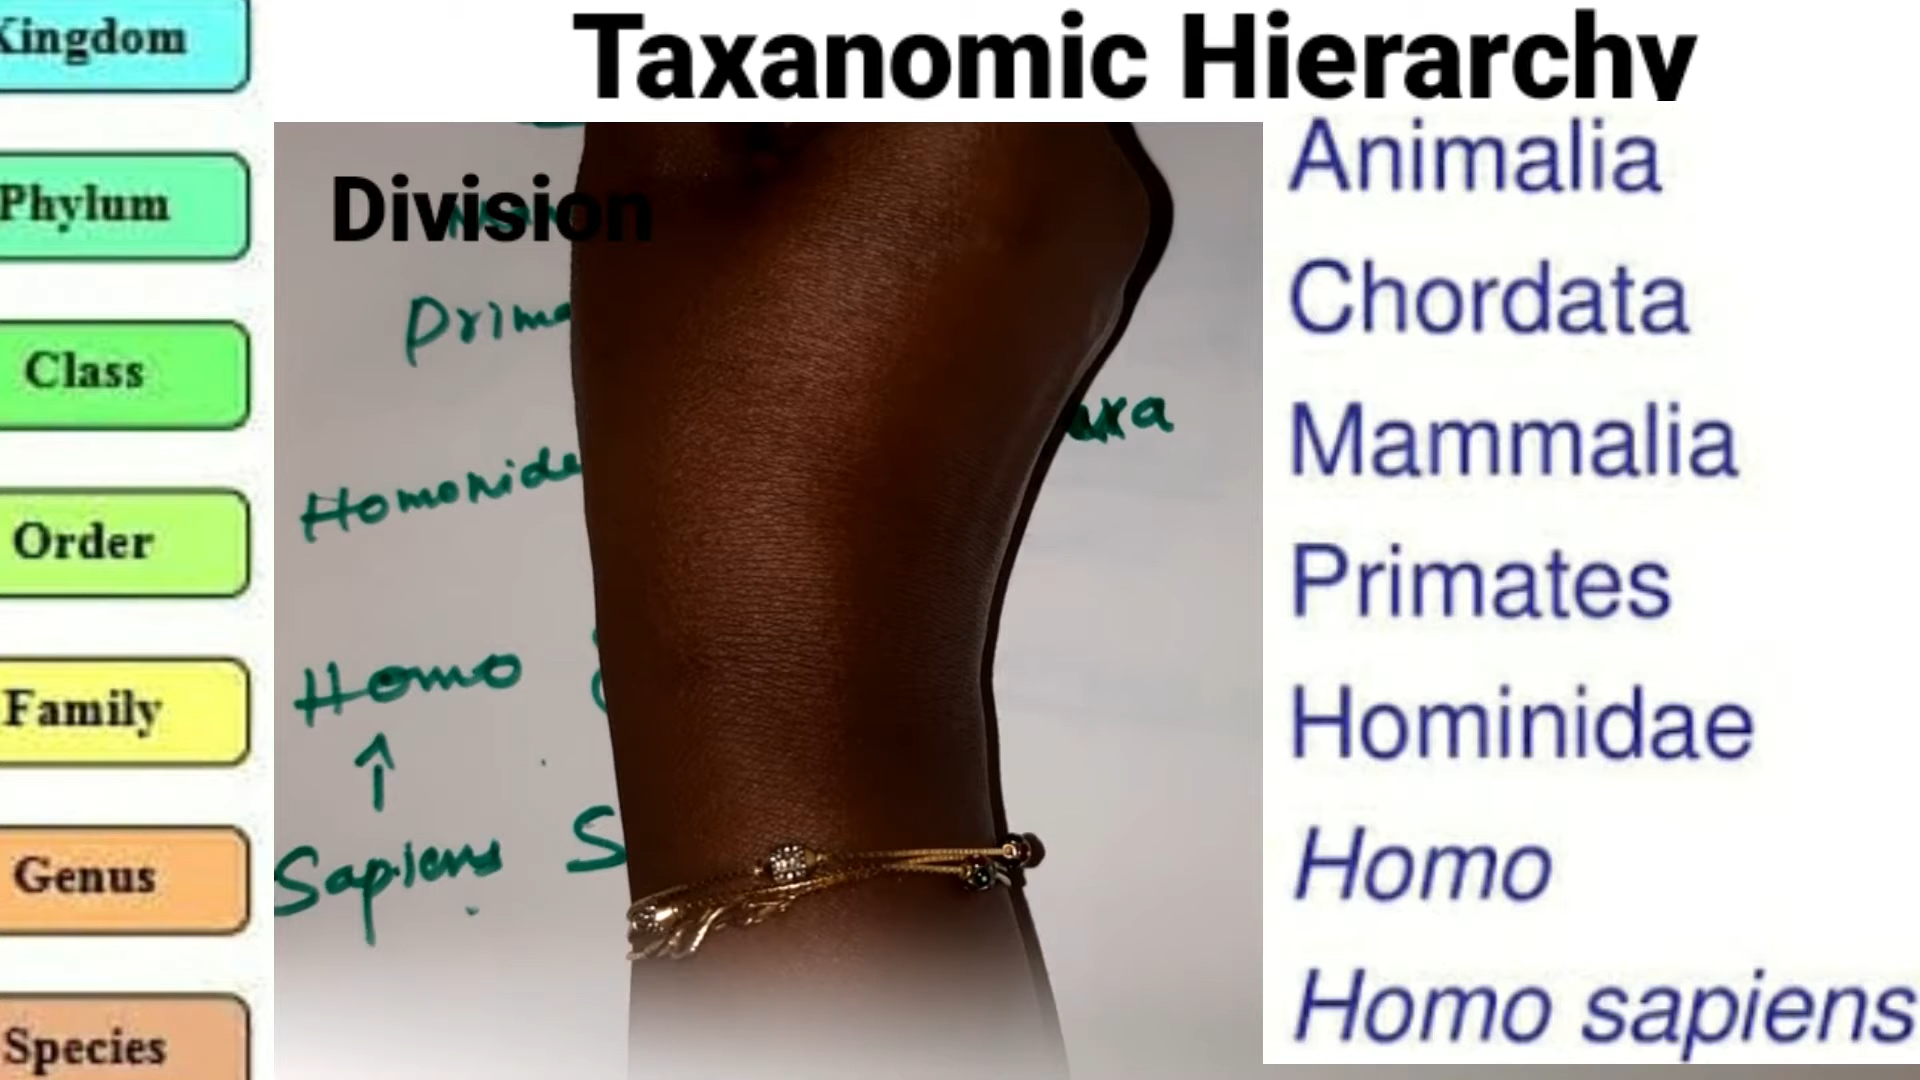 Taxanomic Hierarchy
Kingdom
Phylum
Class
Order
Family
Genus
Species
Division
Homo
↑
Sapiens
Animalia
Chordata
Mammalia
Primates
Hominidae
Homo
Homo sapiens